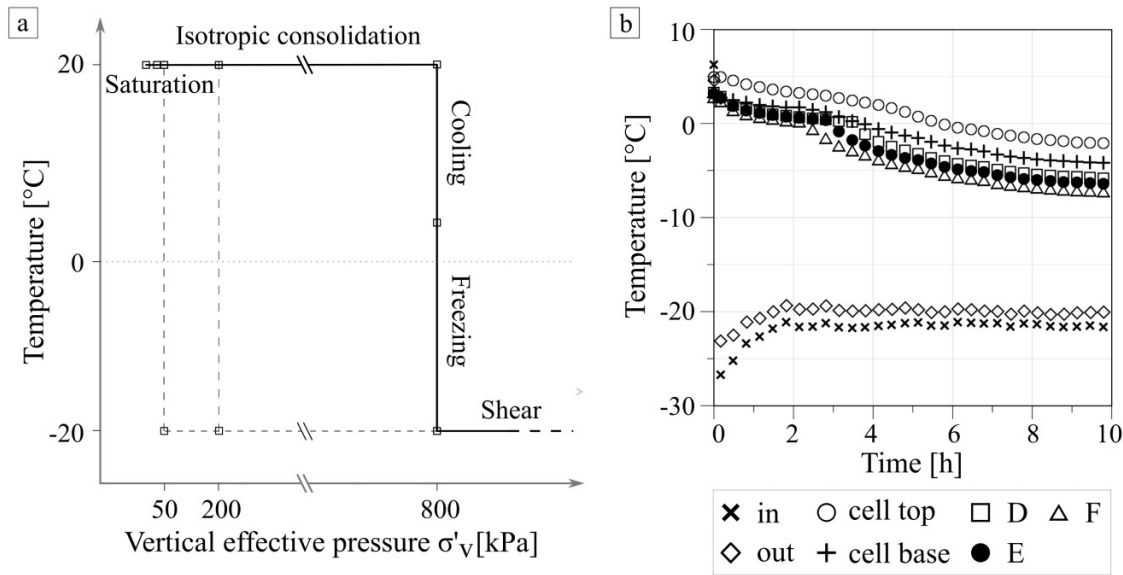 a
Isotropic consolidation
20
Saturation
Cooling
0
Freezing
Shear
-20
Temperature [°C]
50 200 800
Vertical effective pressure σ'v [kPa]
b
10
0
-10
-20
-30
Temperature [°C]
0 2 4 6 8 10
Time [h]
in cell top D F
out cell base E